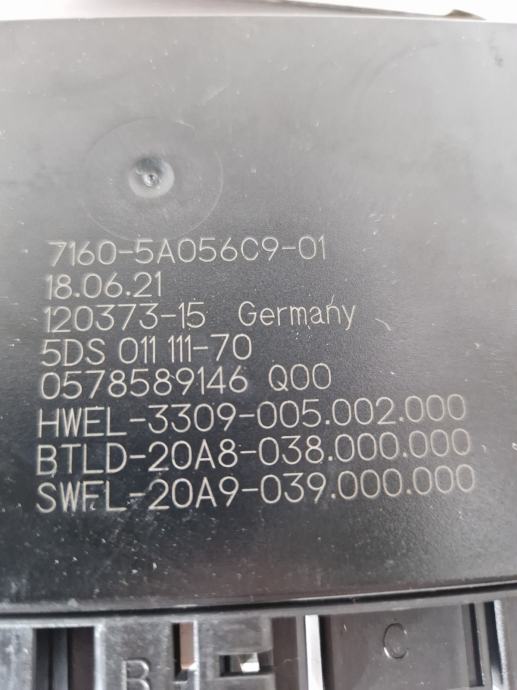 7160-5A056C9-01
18.06.21
120373-15 Germany
5DS 011 111-70
0578589146 Q00
HWEL-3309-005.002.000
BTLD-20A8-038.000.000
SWFL-20A9-039.000.000
B C